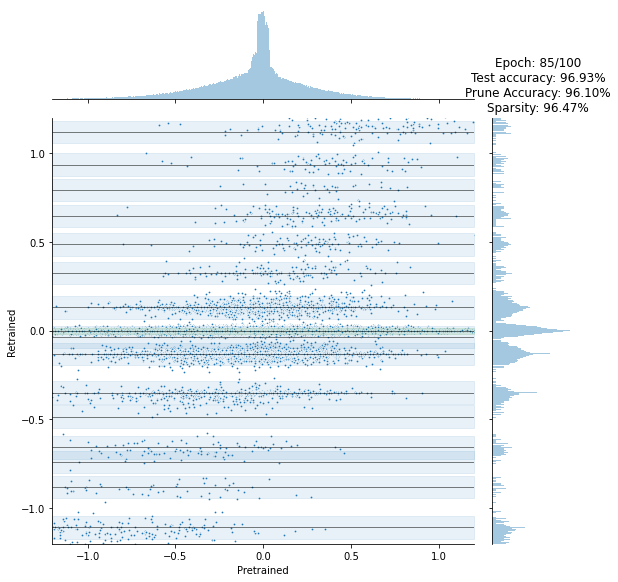 Epoch: 85/100
Test accuracy: 96.93%
Prune Accuracy: 96.10%
Sparsity: 96.47%
1.0
0.5
0.0
−0.5
−1.0
Retrained
−1.0 −0.5 0.0 0.5 1.0
Pretrained